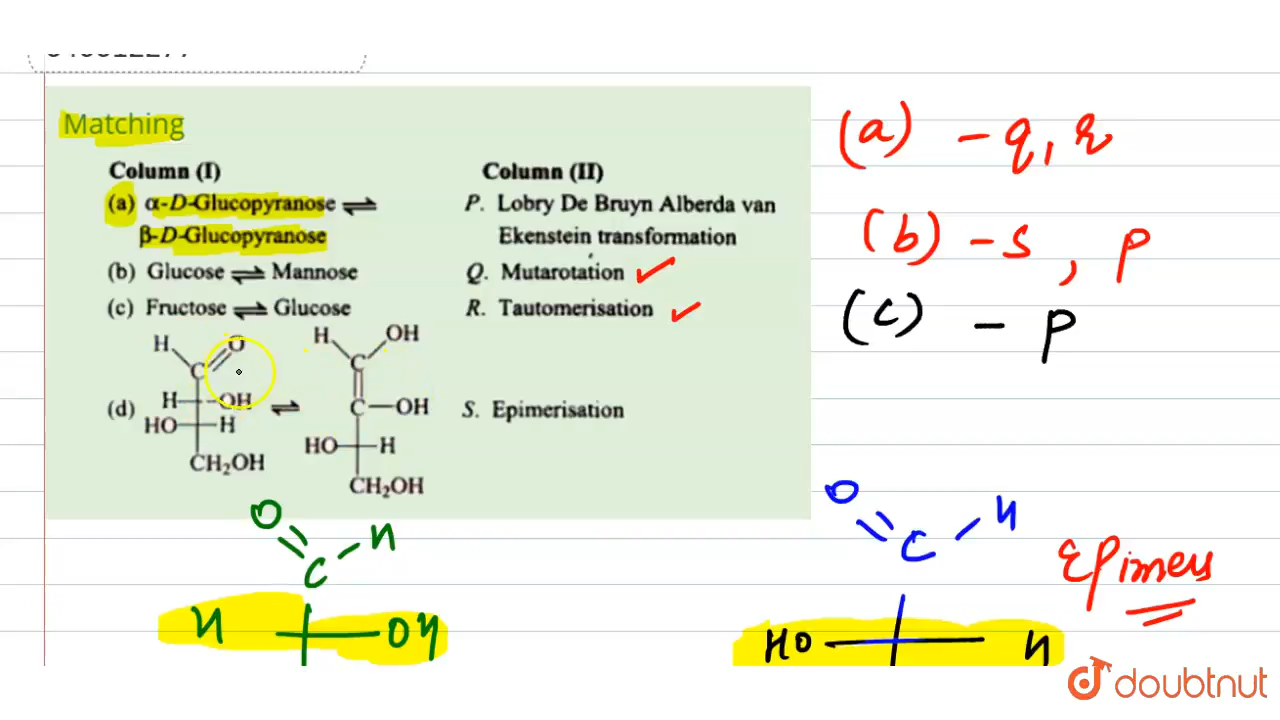 Matching
Column (I) Column (II)
(a) α-D-Glucopyranose ⇌ P. Lobry De Bruyn Alberda van
β-D-Glucopyranose Ekenstein transformation
(b) Glucose ⇌ Mannose Q. Mutarotation
(c) Fructose ⇌ Glucose R. Tautomerisation
H O H OH
C C
H OH C OH
(d) ⇌ S. Epimerisation
HO H HO H
CH₂OH CH₂OH
(a) - q, r
(b) - s, p
(c) - p
O C H
H OH
O C H
Epimers
HO H
doubtnut